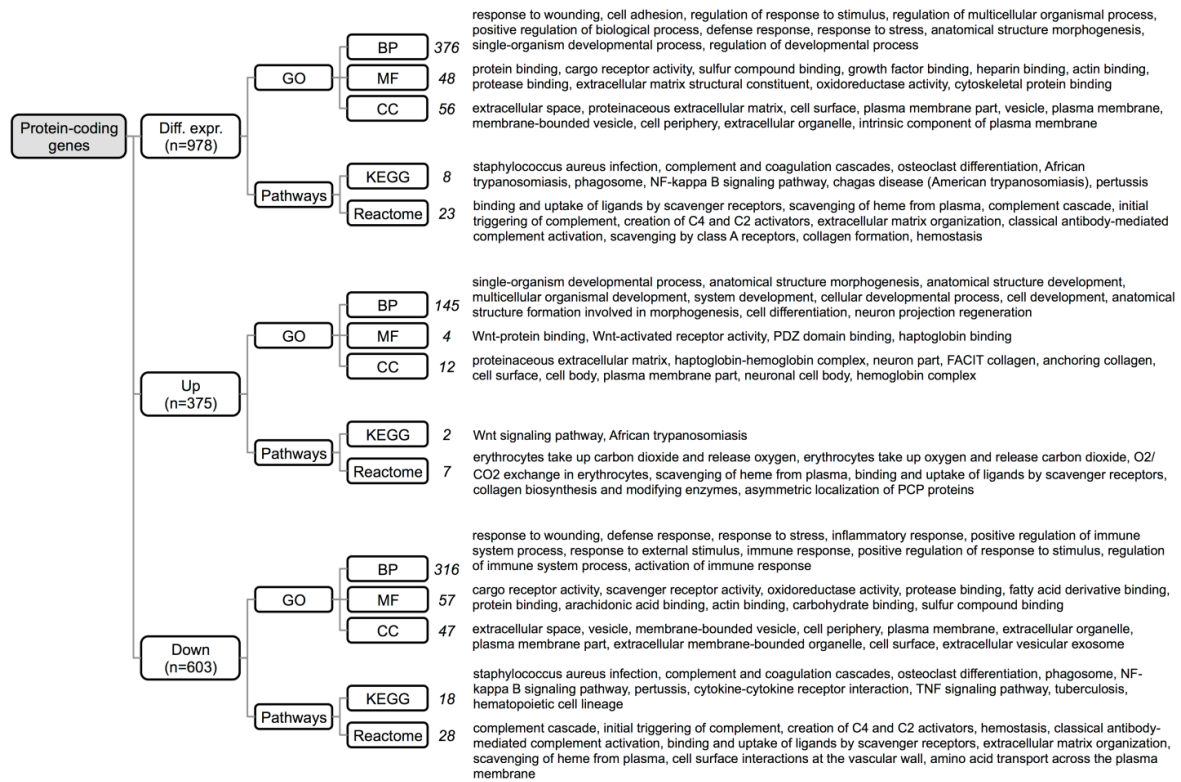 response to wounding, cell adhesion, regulation of response to stimulus, regulation of multicellular organismal process,
positive regulation of biological process, defense response, response to stress, anatomical structure morphogenesis,
single-organism developmental process, regulation of developmental process
BP 376
GO
MF 48
protein binding, cargo receptor activity, sulfur compound binding, growth factor binding, heparin binding, actin binding,
protease binding, extracellular matrix structural constituent, oxidoreductase activity, cytoskeletal protein binding
CC 56
extracellular space, proteinaceous extracellular matrix, cell surface, plasma membrane part, vesicle, plasma membrane,
membrane-bounded vesicle, cell periphery, extracellular organelle, intrinsic component of plasma membrane
Protein-coding
genes
Diff. expr.
(n=978)
Pathways
KEGG 8
staphylococcus aureus infection, complement and coagulation cascades, osteoclast differentiation, African
trypanosomiasis, phagosome, NF-kappa B signaling pathway, chagas disease (American trypanosomiasis), pertussis
Reactome 23
binding and uptake of ligands by scavenger receptors, scavenging of heme from plasma, complement cascade, initial
triggering of complement, creation of C4 and C2 activators, extracellular matrix organization, classical antibody-mediated
complement activation, scavenging by class A receptors, collagen formation, hemostasis
single-organism developmental process, anatomical structure morphogenesis, anatomical structure development,
multicellular organismal development, system development, cellular developmental process, cell development, anatomical
structure formation involved in morphogenesis, cell differentiation, neuron projection regeneration
BP 145
GO
MF 4
Wnt-protein binding, Wnt-activated receptor activity, PDZ domain binding, haptoglobin binding
CC 12
proteinaceous extracellular matrix, haptoglobin-hemoglobin complex, neuron part, FACIT collagen, anchoring collagen,
cell surface, cell body, plasma membrane part, neuronal cell body, hemoglobin complex
Up
(n=375)
Pathways
KEGG 2
Wnt signaling pathway, African trypanosomiasis
Reactome 7
erythrocytes take up carbon dioxide and release oxygen, erythrocytes take up oxygen and release carbon dioxide, O2/
CO2 exchange in erythrocytes, scavenging of heme from plasma, binding and uptake of ligands by scavenger receptors,
collagen biosynthesis and modifying enzymes, asymmetric localization of PCP proteins
response to wounding, defense response, response to stress, inflammatory response, positive regulation of immune
system process, response to external stimulus, immune response, positive regulation of response to stimulus, regulation
of immune system process, activation of immune response
BP 316
GO
MF 57
cargo receptor activity, scavenger receptor activity, oxidoreductase activity, protease binding, fatty acid derivative binding,
protein binding, arachidonic acid binding, actin binding, carbohydrate binding, sulfur compound binding
CC 47
extracellular space, vesicle, membrane-bounded vesicle, cell periphery, plasma membrane, extracellular organelle,
plasma membrane part, extracellular membrane-bounded organelle, cell surface, extracellular vesicular exosome
Down
(n=603)
Pathways
KEGG 18
staphylococcus aureus infection, complement and coagulation cascades, osteoclast differentiation, phagosome, NF-
kappa B signaling pathway, pertussis, cytokine-cytokine receptor interaction, TNF signaling pathway, tuberculosis,
hematopoietic cell lineage
Reactome 28
complement cascade, initial triggering of complement, creation of C4 and C2 activators, hemostasis, classical antibody-
mediated complement activation, binding and uptake of ligands by scavenger receptors, extracellular matrix organization,
scavenging of heme from plasma, cell surface interactions at the vascular wall, amino acid transport across the plasma
membrane